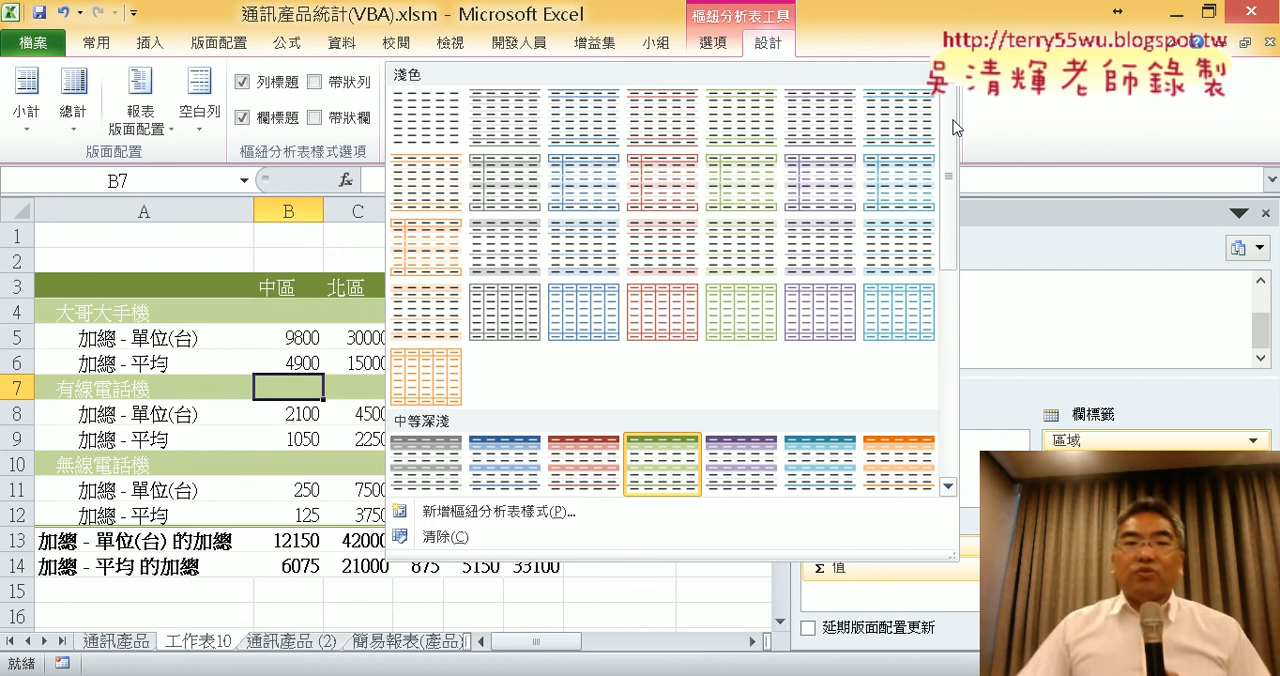 通訊產品統計(VBA).xlsm - Microsoft Excel
樞紐分析表工具
檔案 常用 插入 版面配置 公式 資料 校閱 檢視 開發人員 增益集 小組 選項 設計
http://terry55wu.blogspot.tw
吳清輝老師錄製
小計 總計 報表版面配置 空白列
列標題 帶狀列
欄標題 帶狀欄
版面配置 樞紐分析表樣式選項
淺色
B7 fx
A B C
1
2
3 中區 北區
4 大哥大手機
5 加總 - 單位(台) 9800 30000
6 加總 - 平均 4900 15000
7 有線電話機
8 加總 - 單位(台) 2100 4500
9 加總 - 平均 1050 2250
10 無線電話機
11 加總 - 單位(台) 250 7500
12 加總 - 平均 125 3750
13 加總 - 單位(台) 的加總 12150 42000
14 加總 - 平均 的加總 6075 21000 875 5150 33100
15
16
中等深淺
新增樞紐分析表樣式(P)...
清除(C)
欄標籤
區域
Σ 值
延期版面配置更新
通訊產品 工作表10 通訊產品 (2) 簡易報表(產品)
就緒